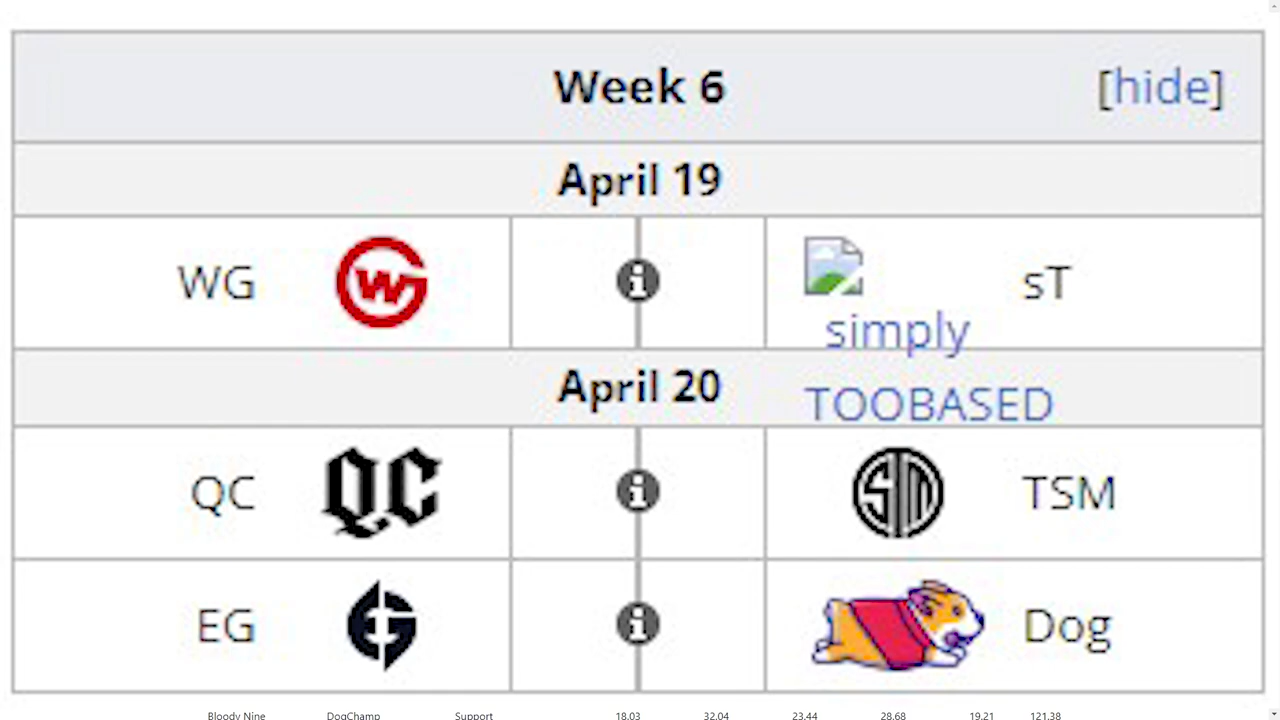 Week 6 [hide]
April 19
WG sT
simply
April 20
TOOBASED
QC QC TSM
EG Dog
Bloody Nine DogChamp Support 18.03 32.04 23.44 28.68 19.21 121.38